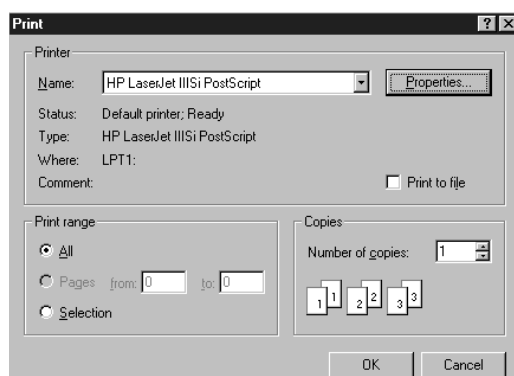 Print
Printer
Name: HP LaserJet IIISi PostScript Properties...
Status: Default printer; Ready
Type: HP LaserJet IIISi PostScript
Where: LPT1:
Comment: Print to file
Print range
All
Pages from: 0 to: 0
Selection
Copies
Number of copies: 1
1 1 2 2 3 3
OK Cancel